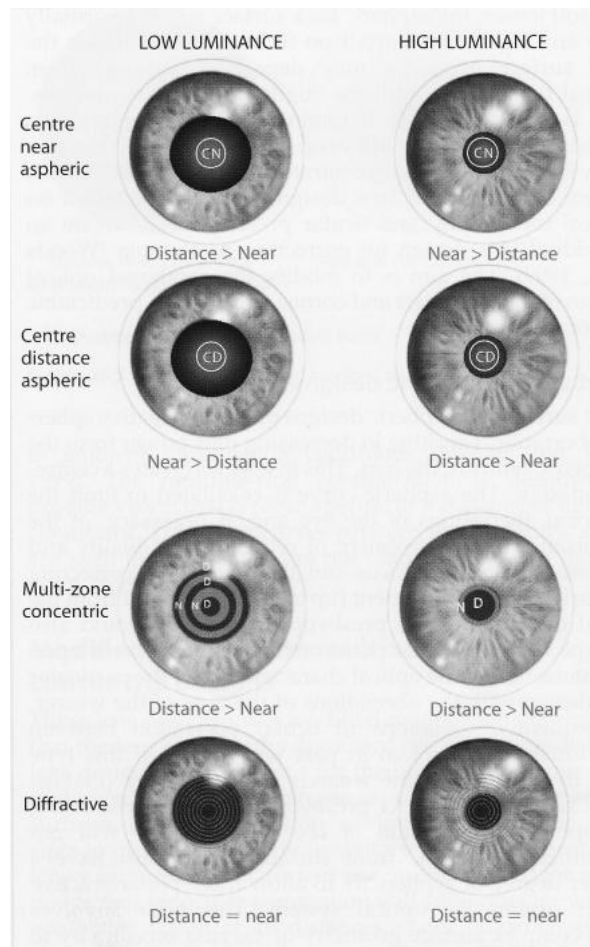 LOW LUMINANCE HIGH LUMINANCE
Centre
near
aspheric
CN CN
Distance > Near Near > Distance
Centre
distance
aspheric
CD CD
Near > Distance Distance > Near
Multi-zone
concentric
D
D
N N D N D
Distance > Near Distance > Near
Diffractive
Distance = near Distance = near